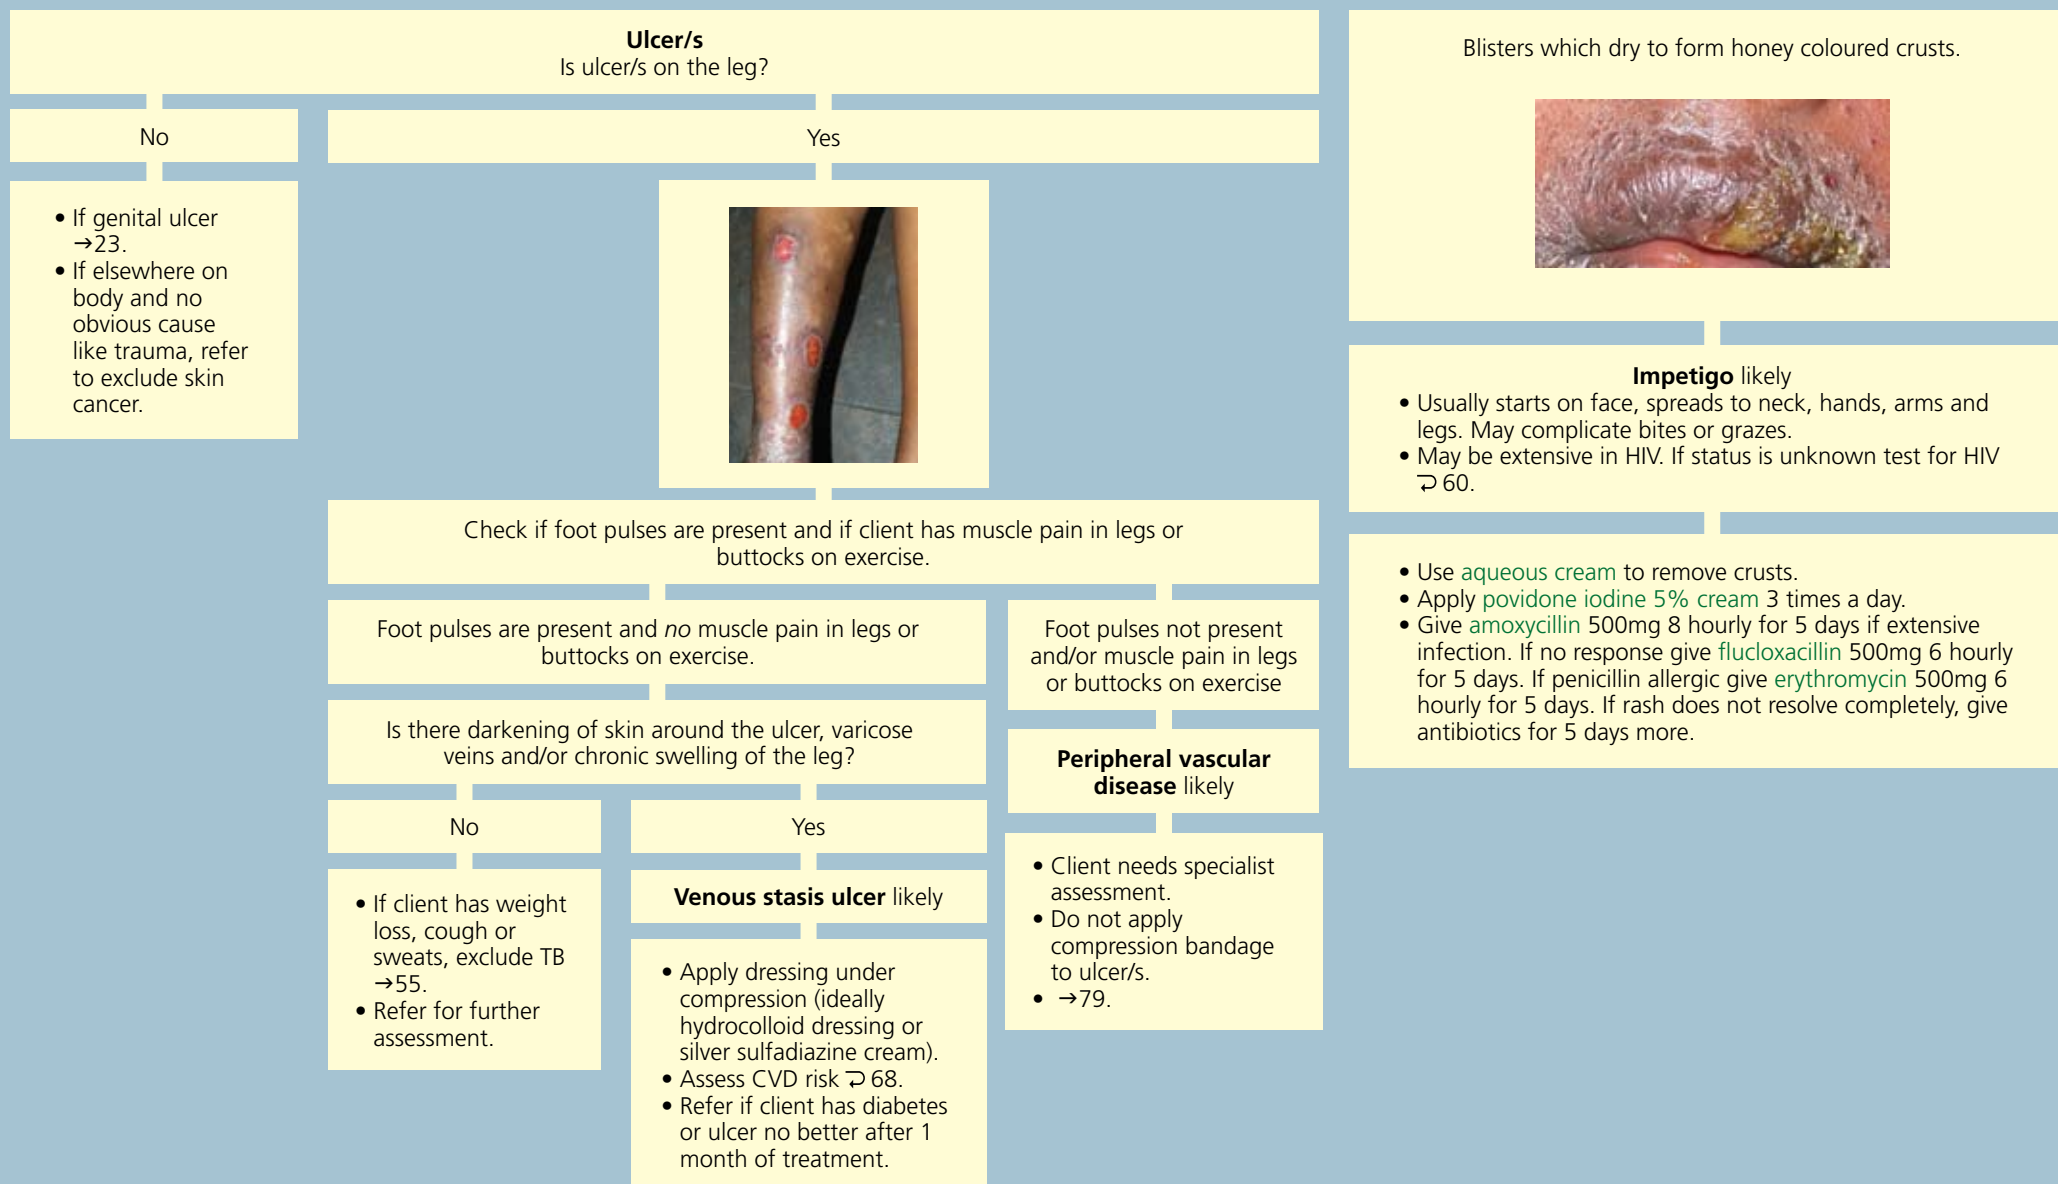 Ulcer/s
Is ulcer/s on the leg?
No
• If genital ulcer
→23.
• If elsewhere on
body and no
obvious cause
like trauma, refer
to exclude skin
cancer.
Yes
Check if foot pulses are present and if client has muscle pain in legs or
buttocks on exercise.
Foot pulses are present and no muscle pain in legs or
buttocks on exercise.
Is there darkening of skin around the ulcer, varicose
veins and/or chronic swelling of the leg?
No
• If client has weight
loss, cough or
sweats, exclude TB
→55.
• Refer for further
assessment.
Yes
Venous stasis ulcer likely
• Apply dressing under
compression (ideally
hydrocolloid dressing or
silver sulfadiazine cream).
• Assess CVD risk ⮆ 68.
• Refer if client has diabetes
or ulcer no better after 1
month of treatment.
Foot pulses not present
and/or muscle pain in legs
or buttocks on exercise
Peripheral vascular
disease likely
• Client needs specialist
assessment.
• Do not apply
compression bandage
to ulcer/s.
• →79.
Blisters which dry to form honey coloured crusts.
Impetigo likely
• Usually starts on face, spreads to neck, hands, arms and
legs. May complicate bites or grazes.
• May be extensive in HIV. If status is unknown test for HIV
⮆ 60.
• Use aqueous cream to remove crusts.
• Apply povidone iodine 5% cream 3 times a day.
• Give amoxycillin 500mg 8 hourly for 5 days if extensive
infection. If no response give flucloxacillin 500mg 6 hourly
for 5 days. If penicillin allergic give erythromycin 500mg 6
hourly for 5 days. If rash does not resolve completely, give
antibiotics for 5 days more.